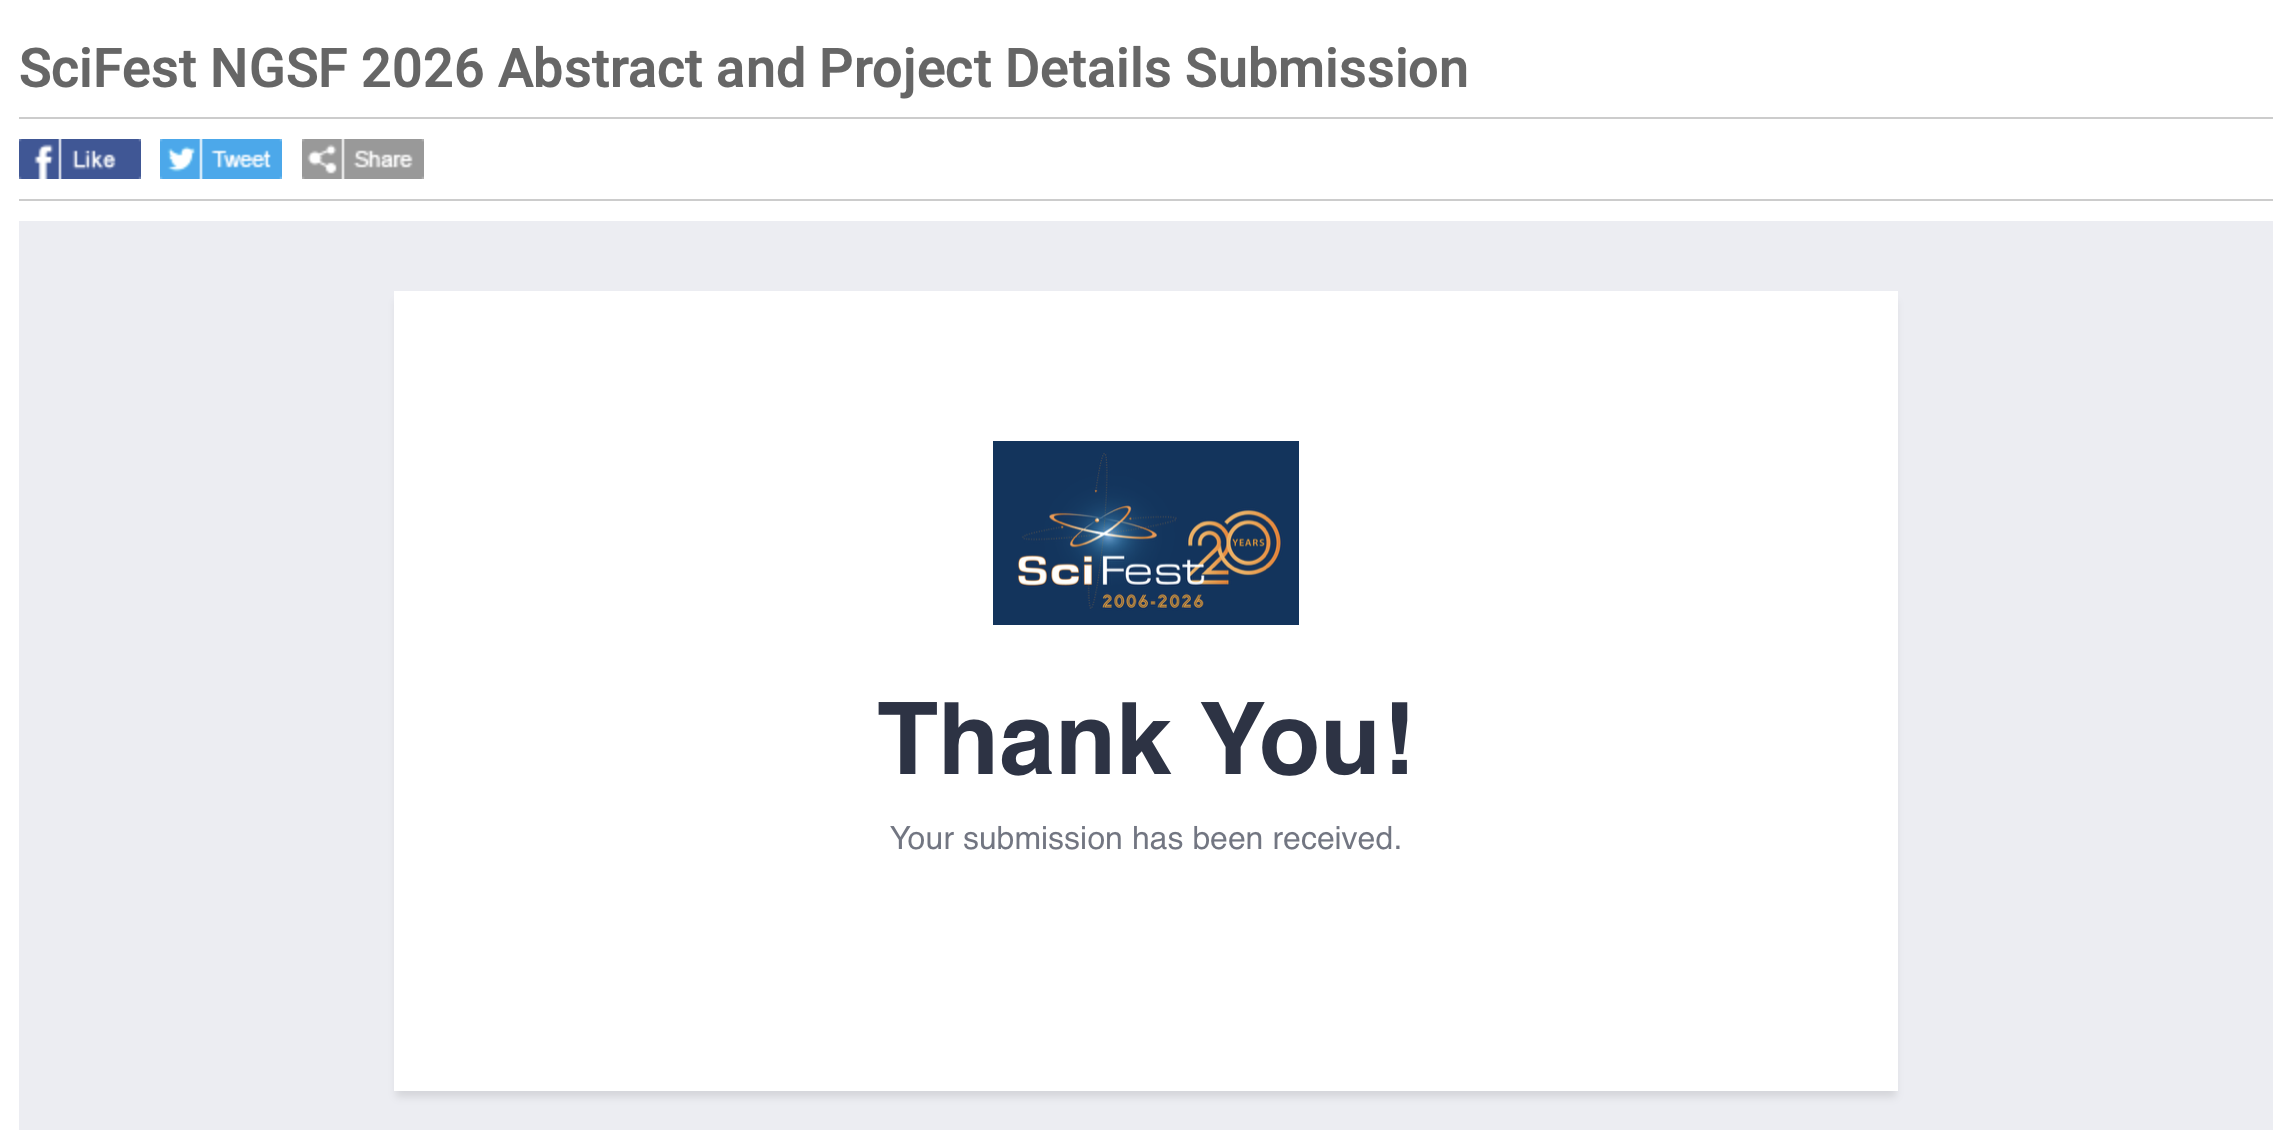 SciFest NGSF 2026 Abstract and Project Details Submission
Like Tweet Share
SciFest 20 YEARS
2006-2026
Thank You!
Your submission has been received.